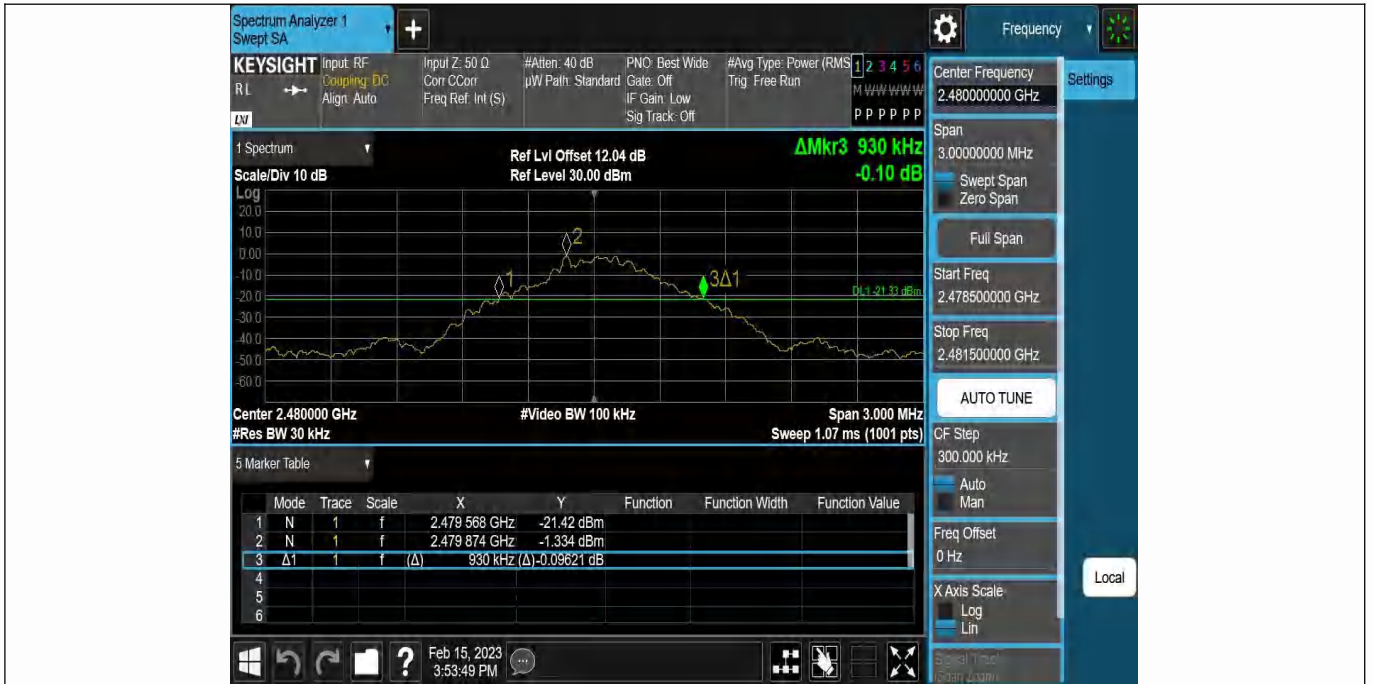 Spectrum Analyzer 1
Swept SA
+
Frequency
KEYSIGHT
RL
LXI
Input: RF
Coupling: DC
Align: Auto
Input Z: 50 Ω
Corr CCorr
Freq Ref: Int (S)
#Atten: 40 dB
µW Path: Standard
PNO: Best Wide
Gate: Off
IF Gain: Low
Sig Track: Off
#Avg Type: Power (RMS
Trig: Free Run
1 2 3 4 5 6
M W W W W W
P P P P P P
1 Spectrum
Scale/Div 10 dB
Ref Lvl Offset 12.04 dB
Ref Level 30.00 dBm
ΔMkr3 930 kHz
-0.10 dB
Log
20.0
10.0
0.00
-10.0
-20.0
-30.0
-40.0
-50.0
-60.0
1
2
3Δ1
DL1 -21.33 dBm
Center 2.480000 GHz
#Video BW 100 kHz
Span 3.000 MHz
#Res BW 30 kHz
Sweep 1.07 ms (1001 pts)
5 Marker Table
Mode Trace Scale X Y Function Function Width Function Value
1 N 1 f 2.479 568 GHz -21.42 dBm
2 N 1 f 2.479 874 GHz -1.334 dBm
3 Δ1 1 f (Δ) 930 kHz (Δ) -0.09621 dB
4
5
6
?
Feb 15, 2023
3:53:49 PM
Center Frequency
2.480000000 GHz
Settings
Span
3.00000000 MHz
Swept Span
Zero Span
Full Span
Start Freq
2.478500000 GHz
Stop Freq
2.481500000 GHz
AUTO TUNE
CF Step
300.000 kHz
Auto
Man
Freq Offset
0 Hz
X Axis Scale
Log
Lin
Signal Track
(Span Zoom)
Local